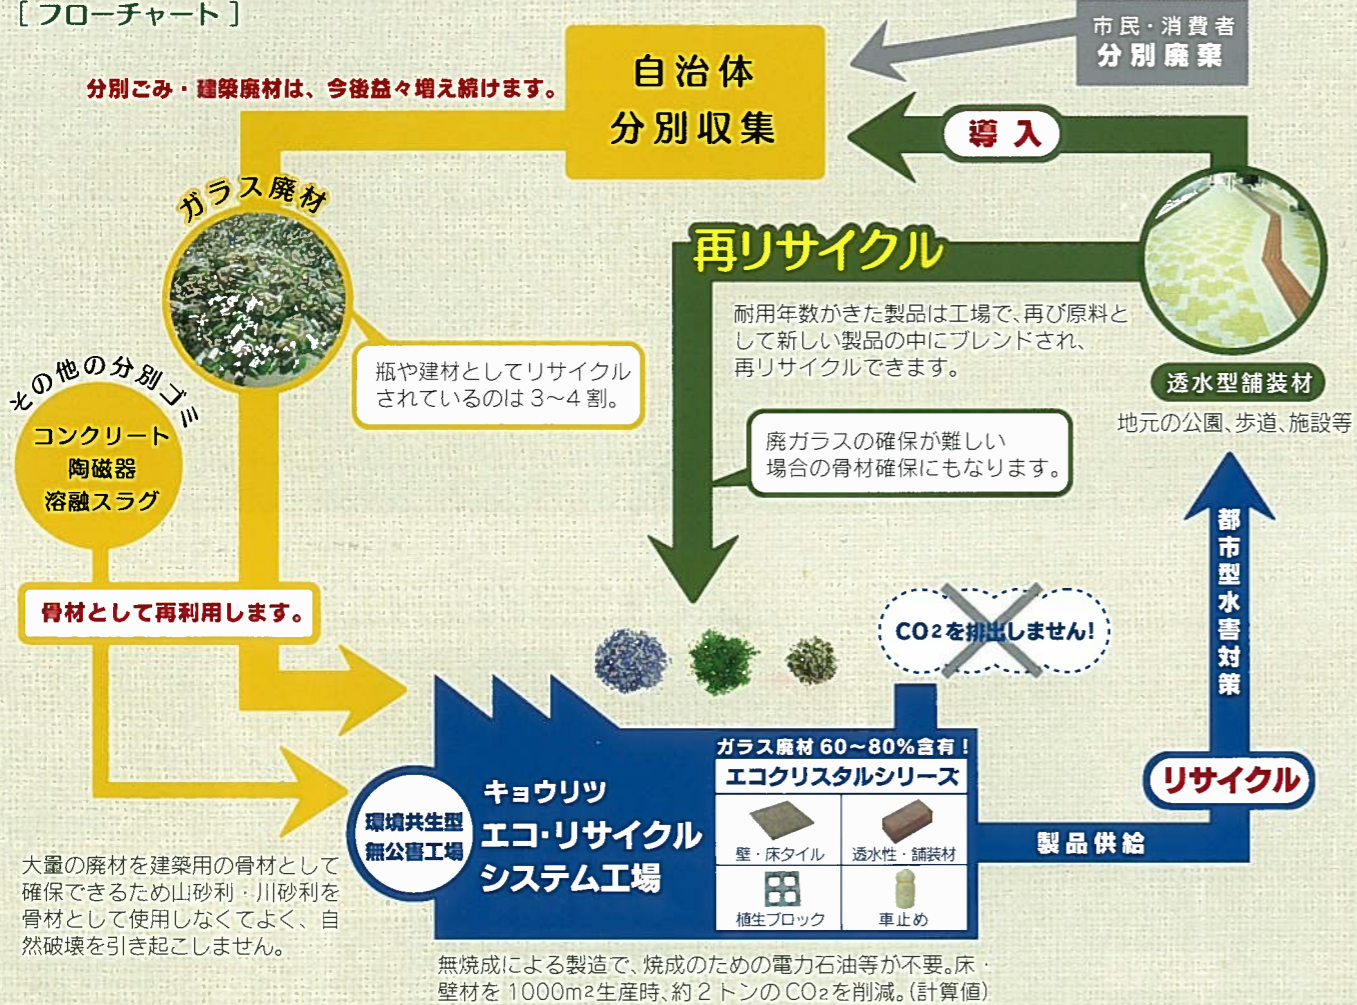 [ フローチャート ]
市民・消費者
分別廃棄
自治体
分別収集
分別ごみ・建築廃材は、今後益々増え続けます。
導入
ガラス廃材
再リサイクル
耐用年数がきた製品は工場で、再び原料と
して新しい製品の中にブレンドされ、
再リサイクルできます。
瓶や建材としてリサイクル
されているのは3～4割。
透水型舗装材
地元の公園、歩道、施設等
その他の分別ゴミ
コンクリート
陶磁器
溶融スラグ
廃ガラスの確保が難しい
場合の骨材確保にもなります。
都市型水害対策
骨材として再利用します。
CO2を排出しません!
ガラス廃材60～80%含有!
エコクリスタルシリーズ
壁・床タイル
透水性・舗装材
植生ブロック
車止め
キョウリツ
エコ・リサイクル
システム工場
環境共生型
無公害工場
リサイクル
製品供給
大量の廃材を建築用の骨材として
確保できるため山砂利・川砂利を
骨材として使用しなくてよく、自
然破壊を引き起こしません。
無焼成による製造で、焼成のための電力石油等が不要。床・
壁材を1000m2生産時、約2トンのCO2を削減。(計算値)